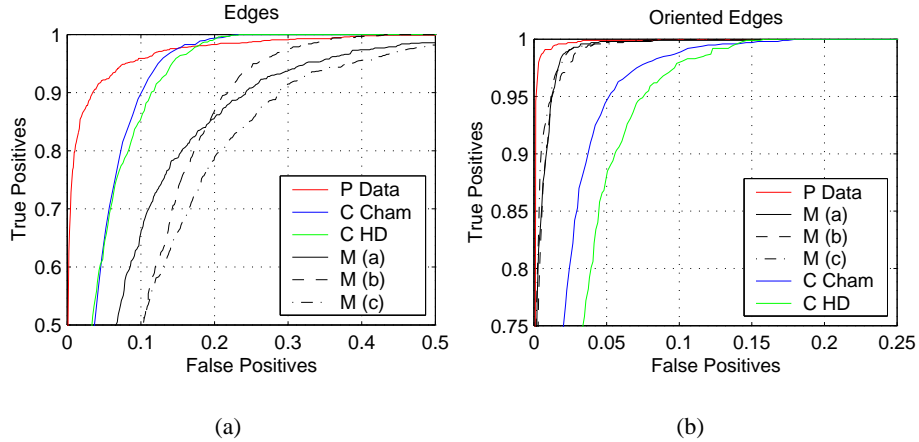 Edges
1
0.9
0.8
0.7
0.6
0.5
True Positives
P Data
C Cham
C HD
M (a)
M (b)
M (c)
0 0.1 0.2 0.3 0.4 0.5
False Positives
(a)
Oriented Edges
1
0.95
0.9
0.85
0.8
0.75
True Positives
P Data
M (a)
M (b)
M (c)
C Cham
C HD
0 0.05 0.1 0.15 0.2 0.25
False Positives
(b)